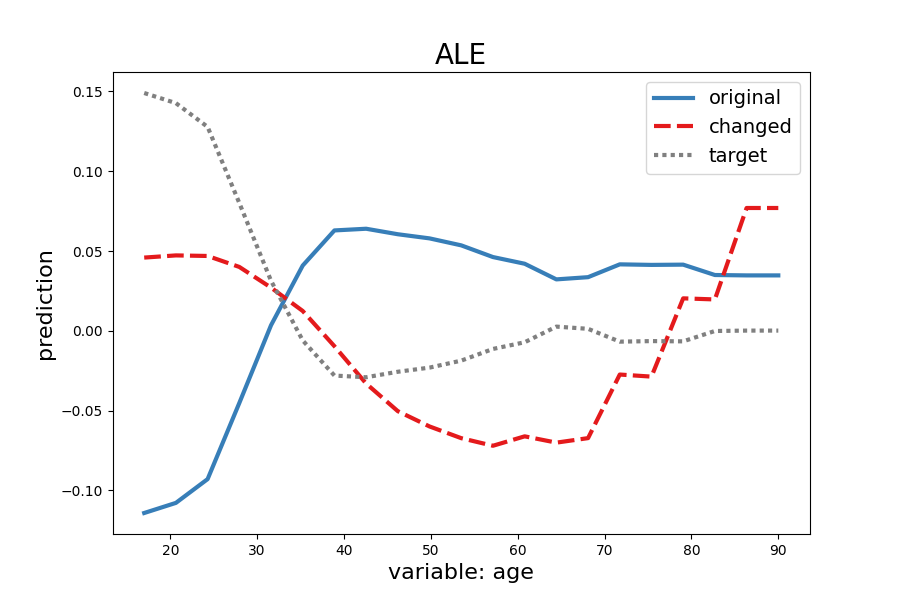 ALE
original
changed
target
0.15
0.10
0.05
0.00
−0.05
−0.10
prediction
20 30 40 50 60 70 80 90
variable: age